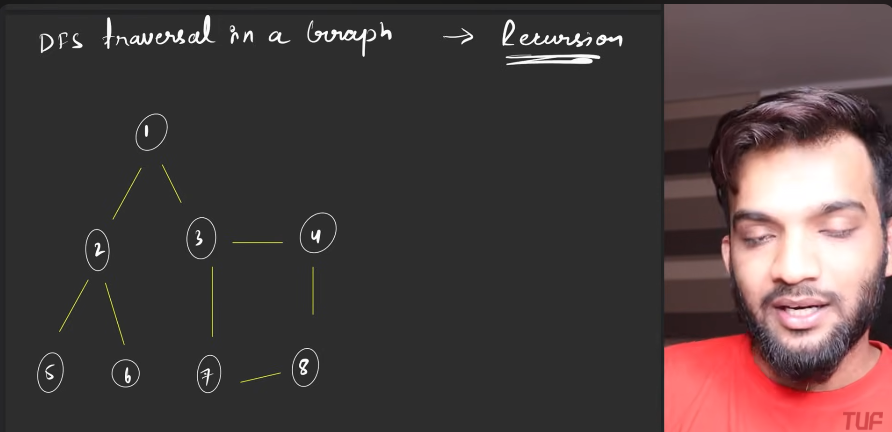 DFS traversal in a Graph → Recursion
1
2 3 4
5 6 7 8
TUF